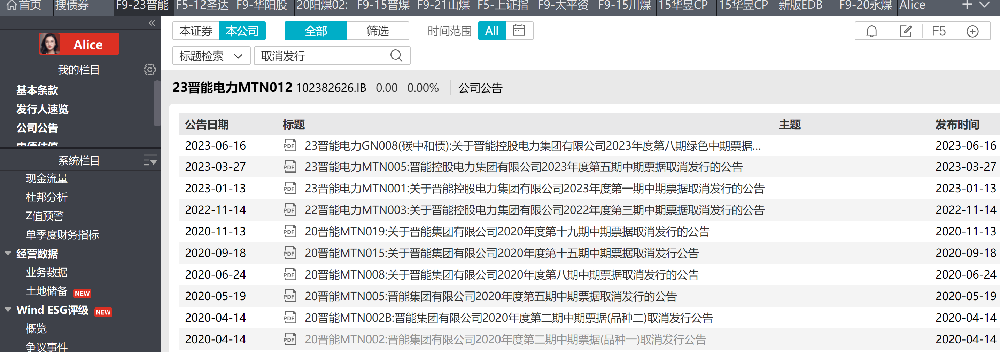 首页 搜债券 F9-23晋能 F5-12圣达 F9-华阳股 20阳煤02: F9-15晋煤 F9-21山煤 F5-上证指 F9-太平资 F9-15川煤 15华昱CP 15华昱CP 新版EDB F9-20永煤 Alice
Alice
我的栏目
基本条款
发行人速览
公司公告
中债估值
系统栏目
现金流量
杜邦分析
Z值预警
单季度财务指标
经营数据
业务数据
土地储备 NEW
Wind ESG评级 NEW
概览
争议事件
本证券 本公司 全部 筛选 时间范围 All F5
标题检索 取消发行
23晋能电力MTN012 102382626.IB 0.00 0.00% 公司公告
公告日期 标题 主题 发布时间
2023-06-16 PDF 23晋能电力GN008(碳中和债):关于晋能控股电力集团有限公司2023年度第八期绿色中期票据... 2023-06-16
2023-03-27 PDF 23晋能电力MTN005:晋能控股电力集团有限公司2023年度第五期中期票据取消发行的公告 2023-03-27
2023-01-13 PDF 23晋能电力MTN001:关于晋能控股电力集团有限公司2023年度第一期中期票据取消发行的公告 2023-01-13
2022-11-14 PDF 22晋能电力MTN003:关于晋能控股电力集团有限公司2022年度第三期中期票据取消发行的公告 2022-11-14
2020-11-13 PDF 20晋能MTN019:关于晋能集团有限公司2020年度第十九期中期票据取消发行的公告 2020-11-13
2020-09-18 PDF 20晋能MTN015:关于晋能集团有限公司2020年度第十五期中期票据取消发行公告 2020-09-18
2020-06-24 PDF 20晋能MTN008:关于晋能集团有限公司2020年度第八期中期票据取消发行的公告 2020-06-24
2020-05-19 PDF 20晋能MTN005:晋能集团有限公司2020年度第五期中期票据取消发行的公告 2020-05-19
2020-04-14 PDF 20晋能MTN002B:晋能集团有限公司2020年度第二期中期票据(品种二)取消发行公告 2020-04-14
2020-04-14 PDF 20晋能MTN002:晋能集团有限公司2020年度第二期中期票据(品种一)取消发行公告 2020-04-14